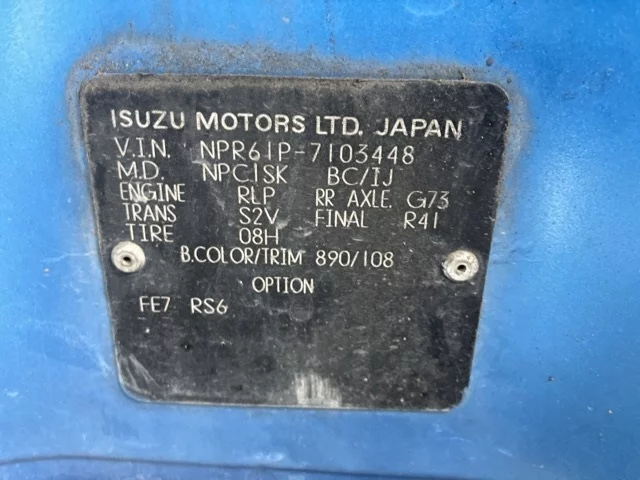 ISUZU MOTORS LTD. JAPAN
V.I.N. NPR61P-7103448
M.D. NPC1SK BC/IJ
ENGINE RLP RR AXLE. G73
TRANS S2V FINAL R41
TIRE 08H
B.COLOR/TRIM 890/108
OPTION
FE7 RS6